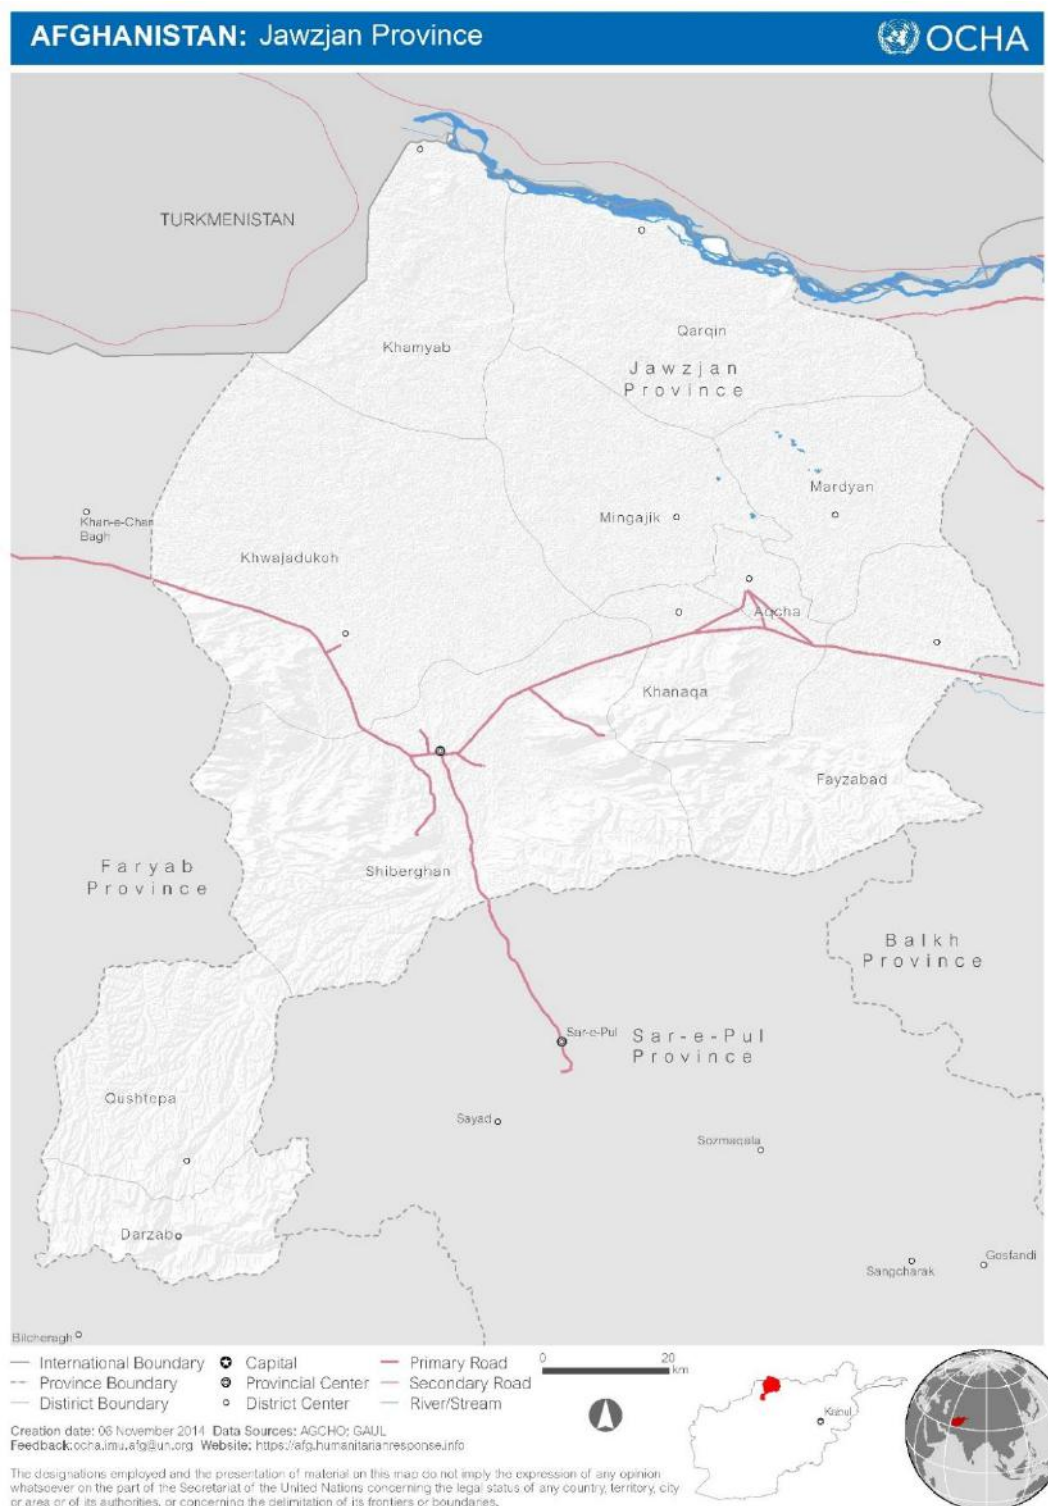 AFGHANISTAN: Jawzjan Province
OCHA
TURKMENISTAN
Qarqin
Khamyab
Jawzjan
Province
Mardyan
Khan-e-Char
Bagh
Mingajik
Khwajadukoh
Aqcha
Khanaqa
Fayzabad
Shiberghan
Faryab
Province
Balkh
Province
Sar-e-Pul
Sar-e-Pul
Province
Qushtepa
Sayad
Sozmaqala
Darzab
Gosfandi
Sangcharak
Bilcheragh
International Boundary
Capital
Primary Road
0 20
km
Province Boundary
Provincial Center
Secondary Road
Distirict Boundary
District Center
River/Stream
Kabul
Creation date: 06 November 2014 Data Sources: AGCHO; GAUL
Feedback:ocha.imu.afg@un.org Website: https://afg.humanitarianresponse.info
The designations employed and the presentation of material on this map do not imply the expression of any opinion
whatsoever on the part of the Secretariat of the United Nations concerning the legal status of any country, territory, city
or area or of its authorities, or concerning the delimitation of its frontiers or boundaries.